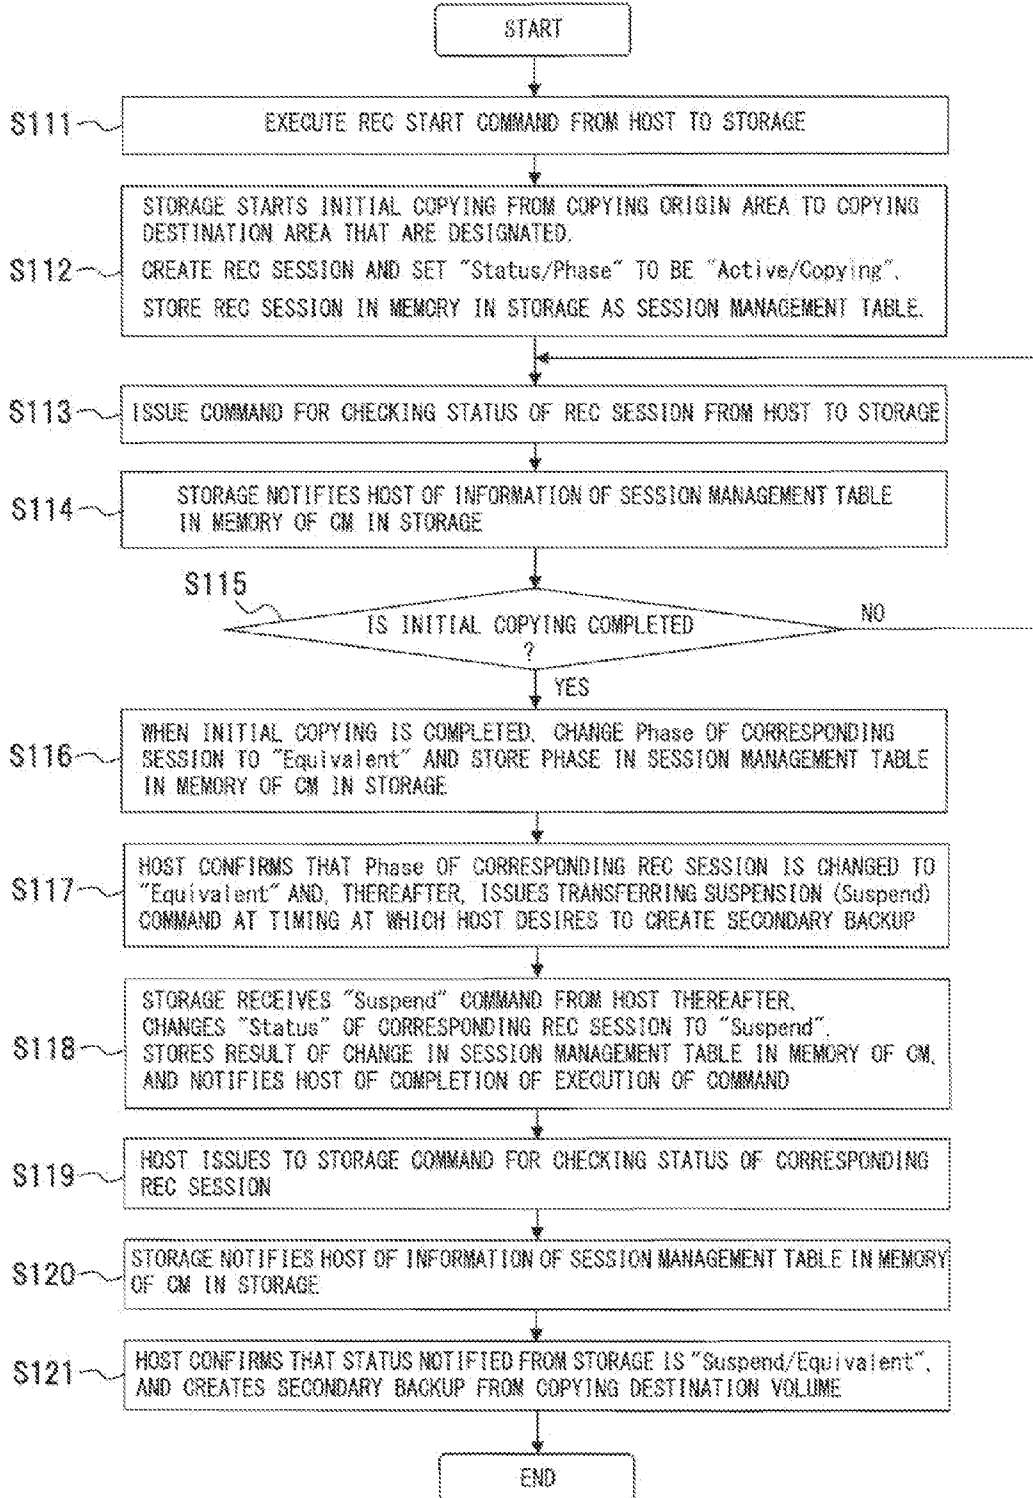 START
S111
EXECUTE REC START COMMAND FROM HOST TO STORAGE
S112
STORAGE STARTS INITIAL COPYING FROM COPYING ORIGIN AREA TO COPYING
DESTINATION AREA THAT ARE DESIGNATED.
CREATE REC SESSION AND SET "Status/Phase" TO BE "Active/Copying".
STORE REC SESSION IN MEMORY IN STORAGE AS SESSION MANAGEMENT TABLE.
S113
ISSUE COMMAND FOR CHECKING STATUS OF REC SESSION FROM HOST TO STORAGE
S114
STORAGE NOTIFIES HOST OF INFORMATION OF SESSION MANAGEMENT TABLE
IN MEMORY OF CM IN STORAGE
S115
IS INITIAL COPYING COMPLETED
?
NO
YES
S116
WHEN INITIAL COPYING IS COMPLETED, CHANGE Phase OF CORRESPONDING
SESSION TO "Equivalent" AND STORE PHASE IN SESSION MANAGEMENT TABLE
IN MEMORY OF CM IN STORAGE
S117
HOST CONFIRMS THAT Phase OF CORRESPONDING REC SESSION IS CHANGED TO
"Equivalent" AND, THEREAFTER, ISSUES TRANSFERRING SUSPENSION (Suspend)
COMMAND AT TIMING AT WHICH HOST DESIRES TO CREATE SECONDARY BACKUP
S118
STORAGE RECEIVES "Suspend" COMMAND FROM HOST THEREAFTER,
CHANGES "Status" OF CORRESPONDING REC SESSION TO "Suspend",
STORES RESULT OF CHANGE IN SESSION MANAGEMENT TABLE IN MEMORY OF CM,
AND NOTIFIES HOST OF COMPLETION OF EXECUTION OF COMMAND
S119
HOST ISSUES TO STORAGE COMMAND FOR CHECKING STATUS OF CORRESPONDING
REC SESSION
S120
STORAGE NOTIFIES HOST OF INFORMATION OF SESSION MANAGEMENT TABLE IN MEMORY
OF CM IN STORAGE
S121
HOST CONFIRMS THAT STATUS NOTIFIED FROM STORAGE IS "Suspend/Equivalent",
AND CREATES SECONDARY BACKUP FROM COPYING DESTINATION VOLUME
END